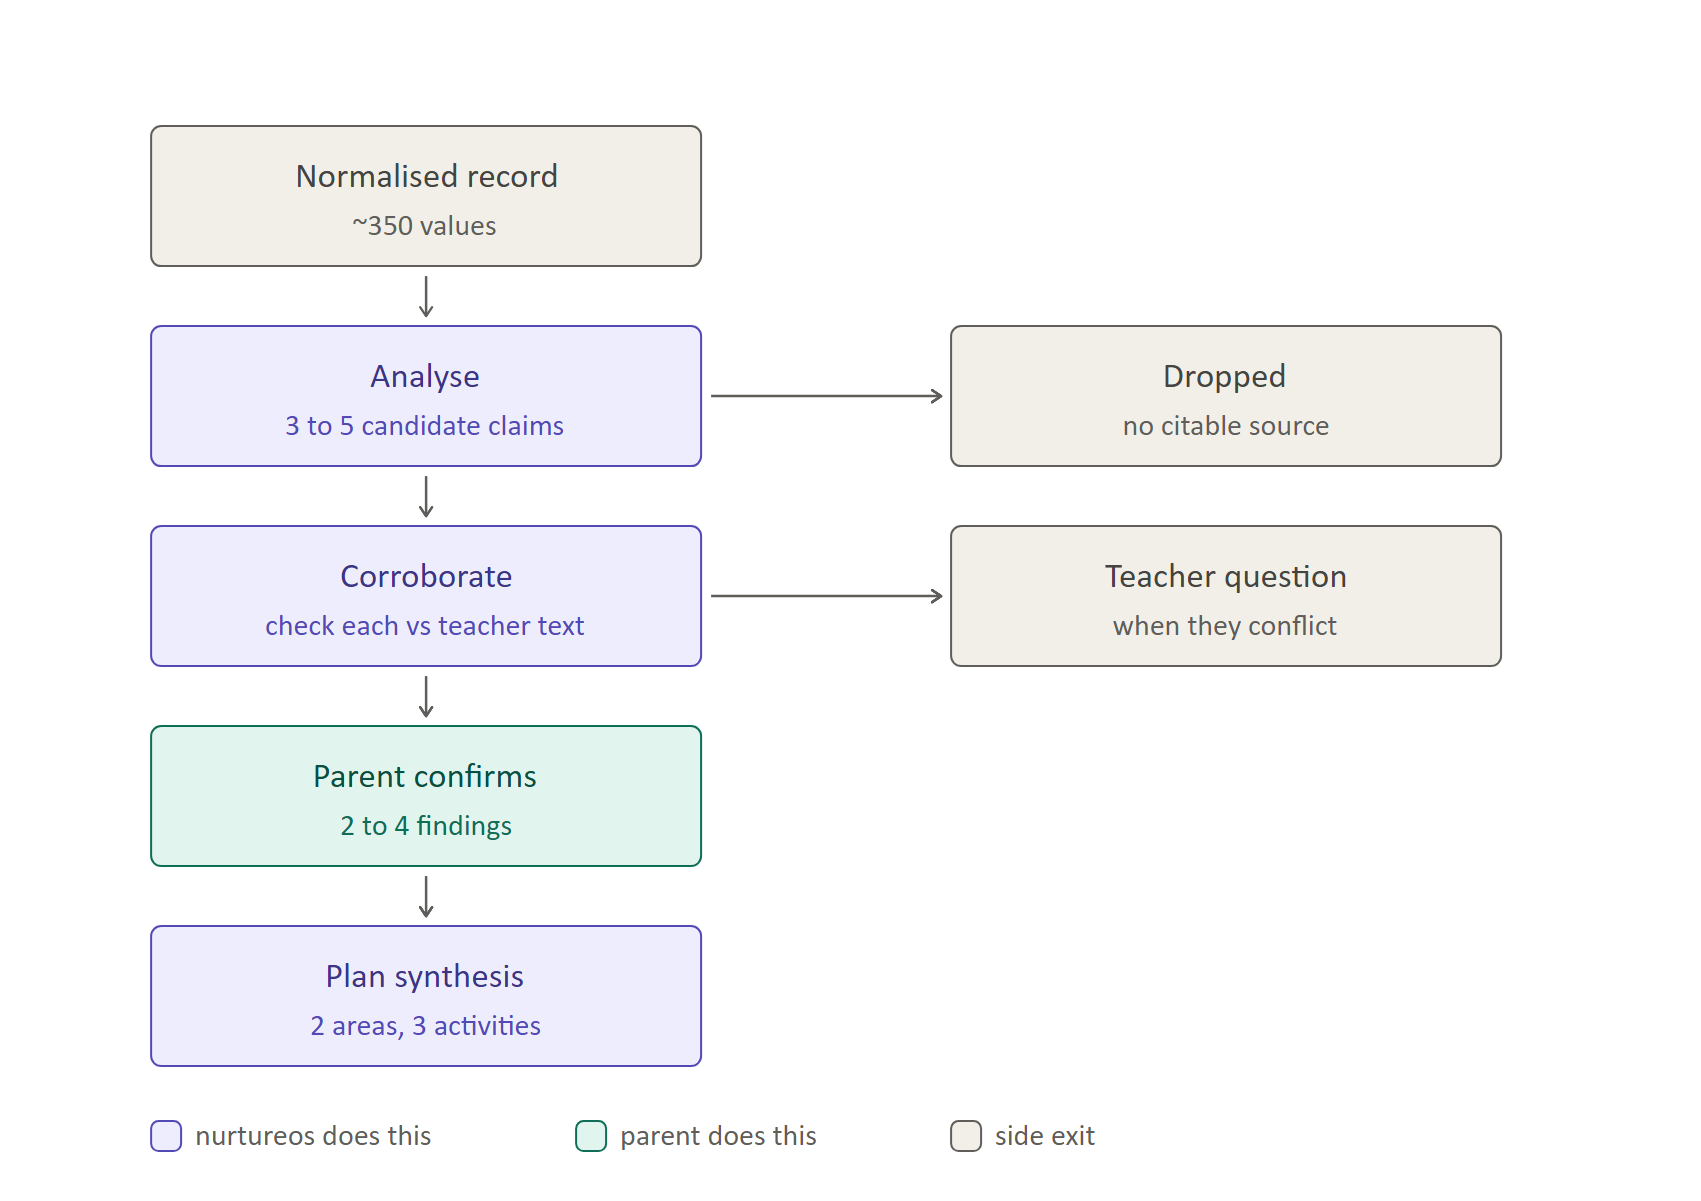 Normalised record
~350 values
Analyse
3 to 5 candidate claims
Dropped
no citable source
Corroborate
check each vs teacher text
Teacher question
when they conflict
Parent confirms
2 to 4 findings
Plan synthesis
2 areas, 3 activities
nurtureos does this
parent does this
side exit